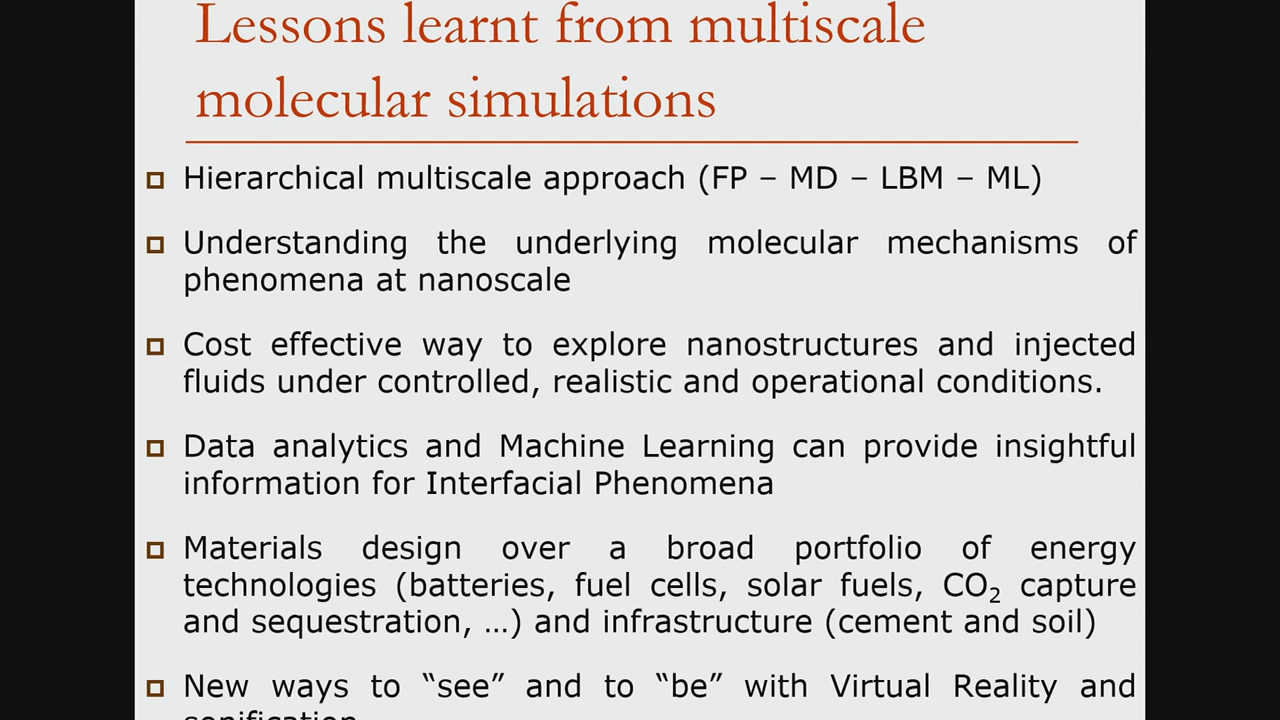 Lessons learnt from multiscale
molecular simulations
Hierarchical multiscale approach (FP – MD – LBM – ML)
Understanding the underlying molecular mechanisms of
phenomena at nanoscale
Cost effective way to explore nanostructures and injected
fluids under controlled, realistic and operational conditions.
Data analytics and Machine Learning can provide insightful
information for Interfacial Phenomena
Materials design over a broad portfolio of energy
technologies (batteries, fuel cells, solar fuels, CO₂ capture
and sequestration, …) and infrastructure (cement and soil)
New ways to “see” and to “be” with Virtual Reality and
sonification